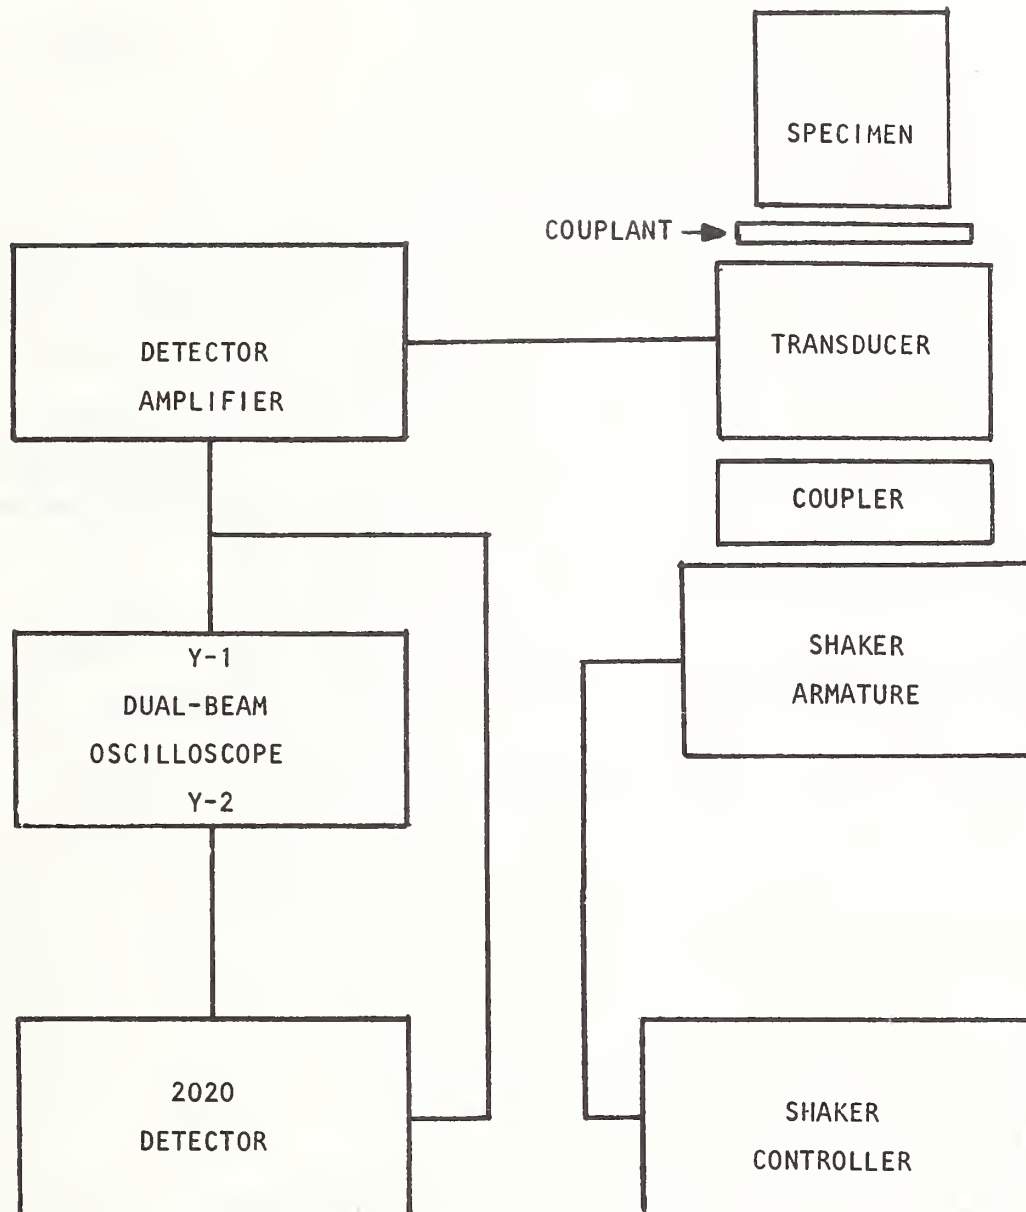 SPECIMEN
COUPLANT
DETECTOR
AMPLIFIER
TRANSDUCER
COUPLER
Y-1
DUAL-BEAM
OSCILLOSCOPE
Y-2
SHAKER
ARMATURE
2020
DETECTOR
SHAKER
CONTROLLER